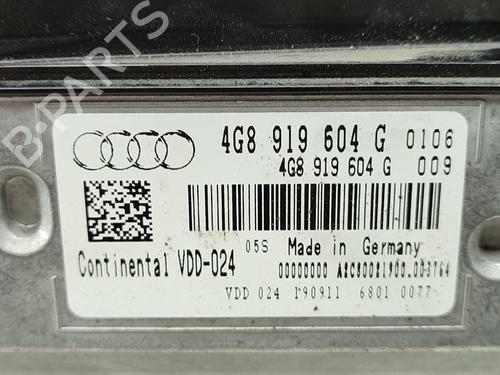 4G8 919 604 G 0106
4G8 919 604 G 009
05S Made in Germany
Continental VDD-024
00000000
VDD 024 190911 6801 0077
B-PARTS